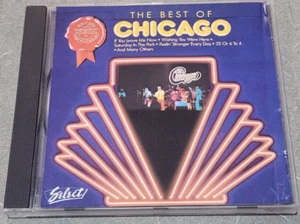 THE BEST OF
CHICAGO
If You Leave Me Now • Wishing You Were Here •
Saturday In The Park • Feelin' Stronger Every Day • 25 Or 6 To 4
• And Many Others
Chicago
Select!